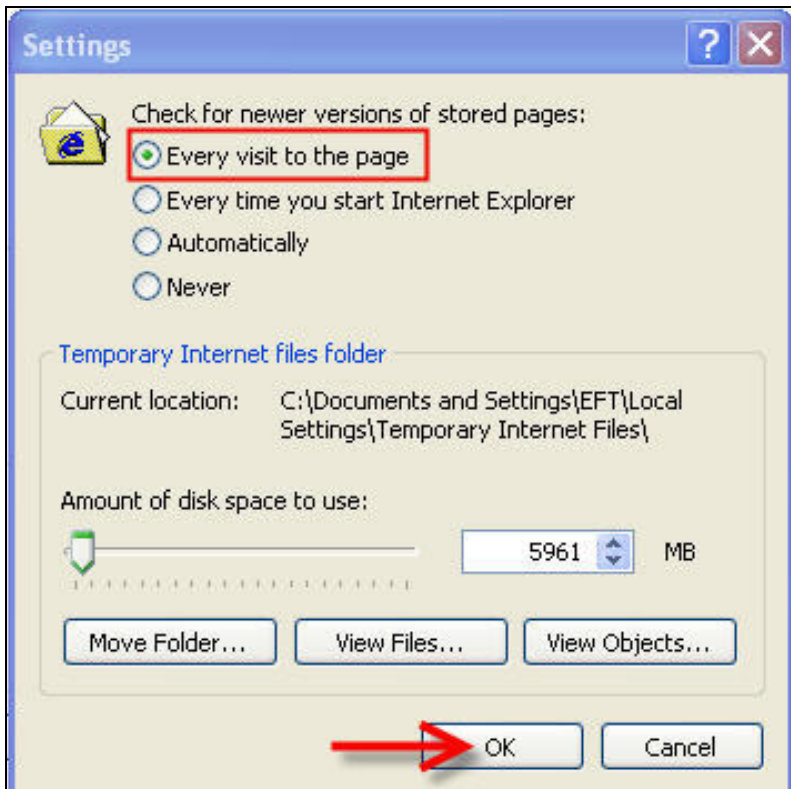 Settings
Check for newer versions of stored pages:
Every visit to the page
Every time you start Internet Explorer
Automatically
Never
Temporary Internet files folder
Current location: C:\Documents and Settings\EFT\Local
Settings\Temporary Internet Files\
Amount of disk space to use:
5961 MB
Move Folder... View Files... View Objects...
OK Cancel